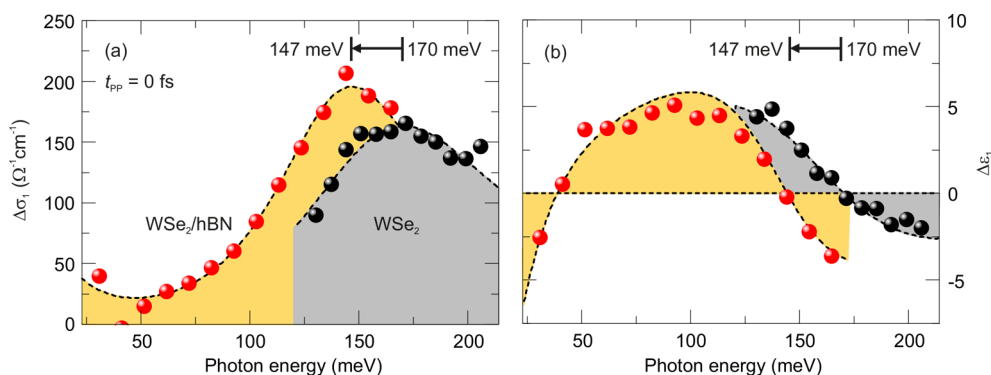 250
200
150
100
50
0
Δσ₁ (Ω⁻¹cm⁻¹)
(a)
147 meV
170 meV
tPP = 0 fs
WSe₂/hBN
WSe₂
50
100
150
200
Photon energy (meV)
(b)
147 meV
170 meV
10
5
0
-5
Δε₁
50
100
150
200
Photon energy (meV)